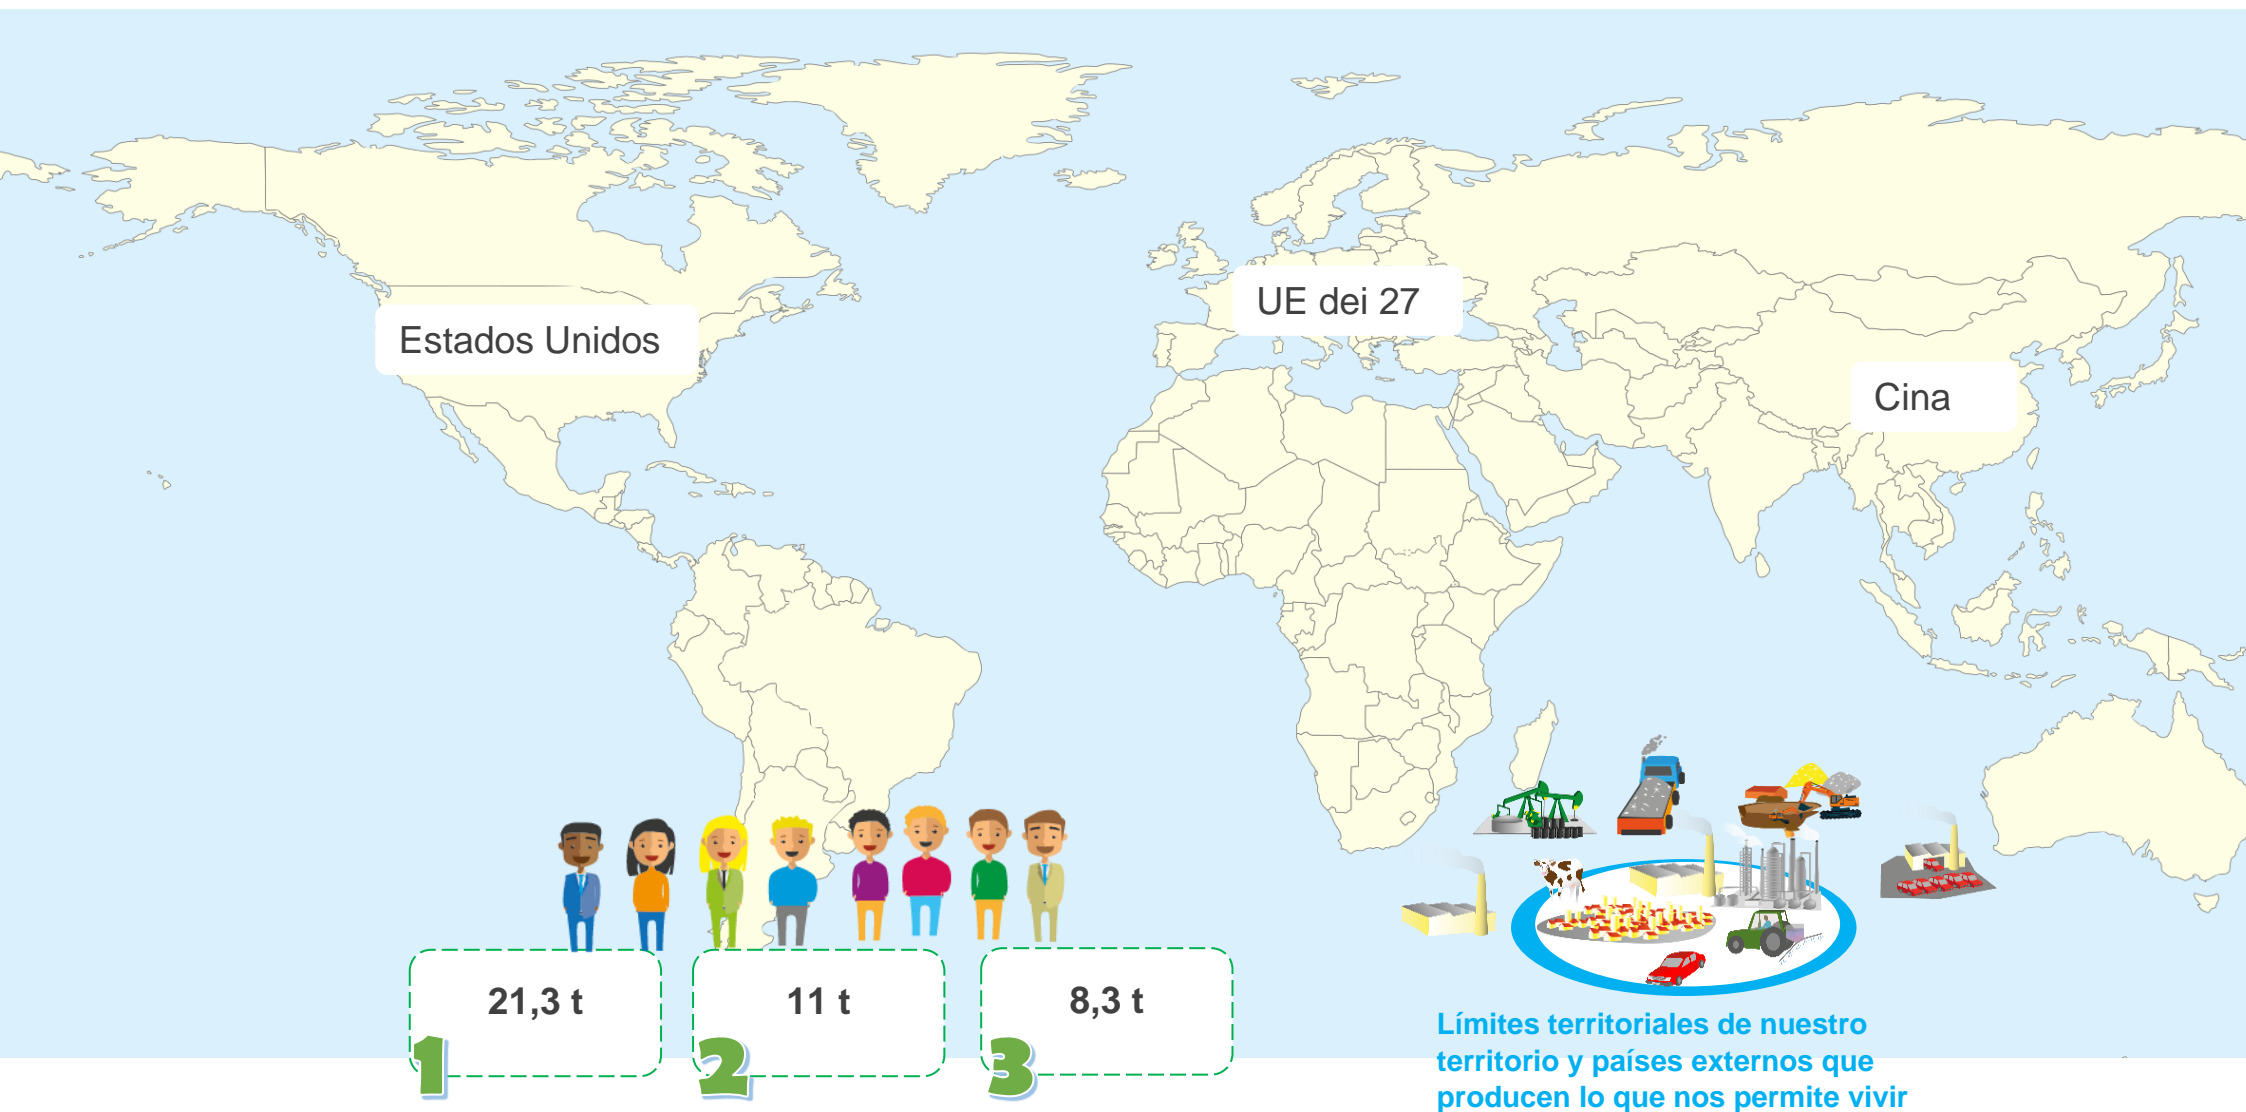 UE dei 27
Estados Unidos
Cina
21,3 t
11 t
8,3 t
1
2
3
Límites territoriales de nuestro
territorio y países externos que
producen lo que nos permite vivir